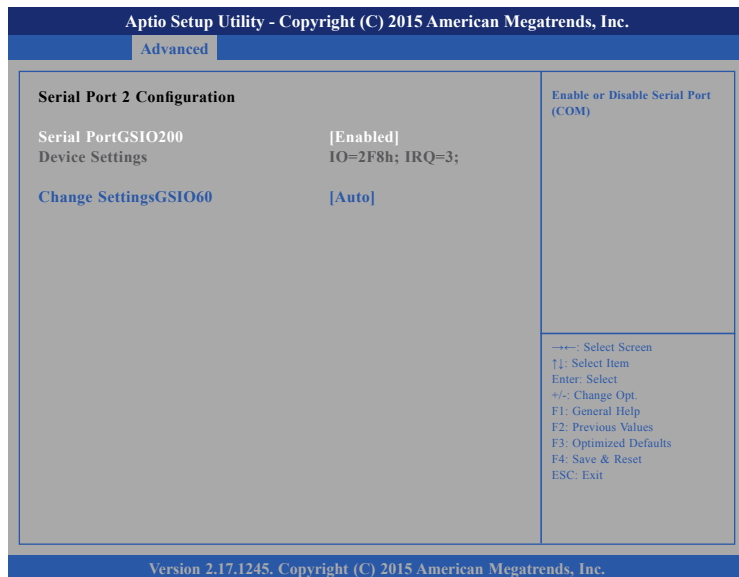 Aptio Setup Utility - Copyright (C) 2015 American Megatrends, Inc.
Advanced
Serial Port 2 Configuration
Serial PortGSIO200 [Enabled]
Device Settings IO=2F8h; IRQ=3;
Change SettingsGSIO60 [Auto]
Enable or Disable Serial Port
(COM)
→←: Select Screen
↑↓: Select Item
Enter: Select
+/-: Change Opt.
F1: General Help
F2: Previous Values
F3: Optimized Defaults
F4: Save & Reset
ESC: Exit
Version 2.17.1245. Copyright (C) 2015 American Megatrends, Inc.